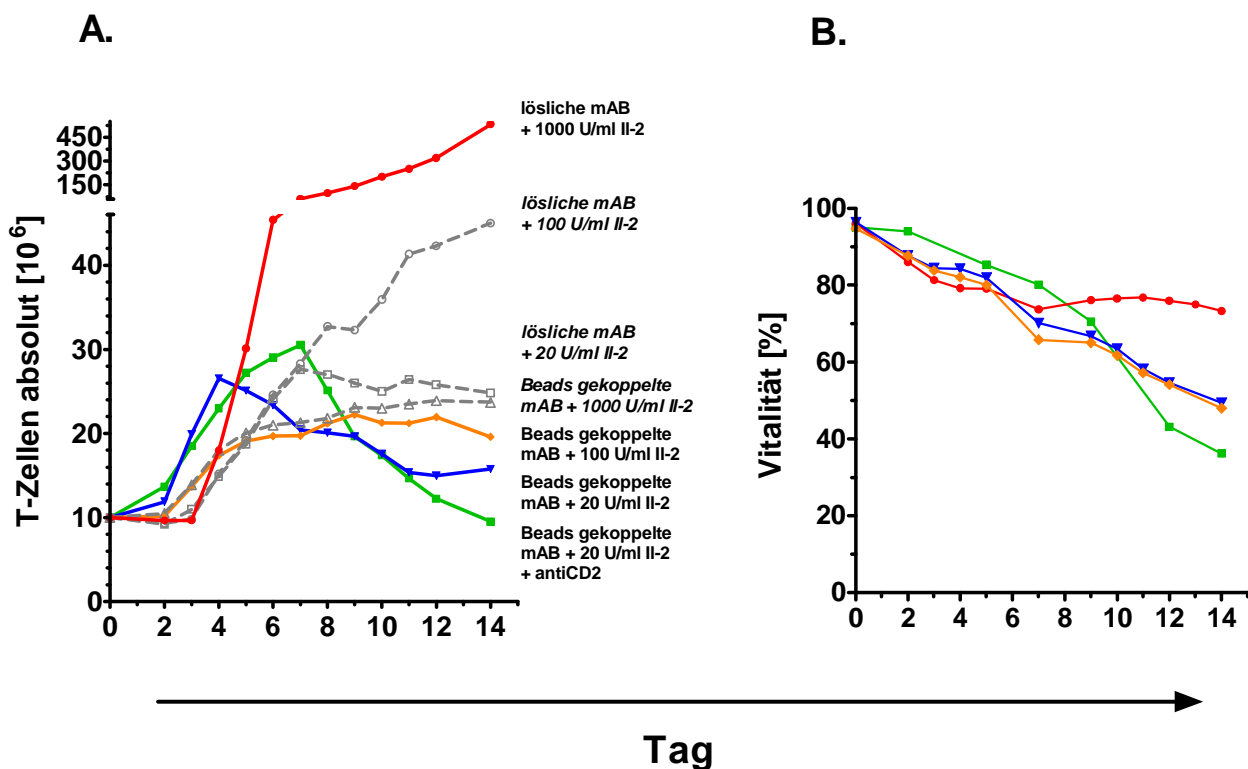 A.
B.
T-Zellen absolut [10⁶]
450
300
150
40
30
20
10
0
0 2 4 6 8 10 12 14
lösliche mAB
+ 1000 U/ml Il-2
lösliche mAB
+ 100 U/ml Il-2
lösliche mAB
+ 20 U/ml Il-2
Beads gekoppelte
mAB + 1000 U/ml Il-2
Beads gekoppelte
mAB + 100 U/ml Il-2
Beads gekoppelte
mAB + 20 U/ml Il-2
Beads gekoppelte
mAB + 20 U/ml Il-2
+ antiCD2
Vitalität [%]
100
80
60
40
20
0
0 2 4 6 8 10 12 14
Tag